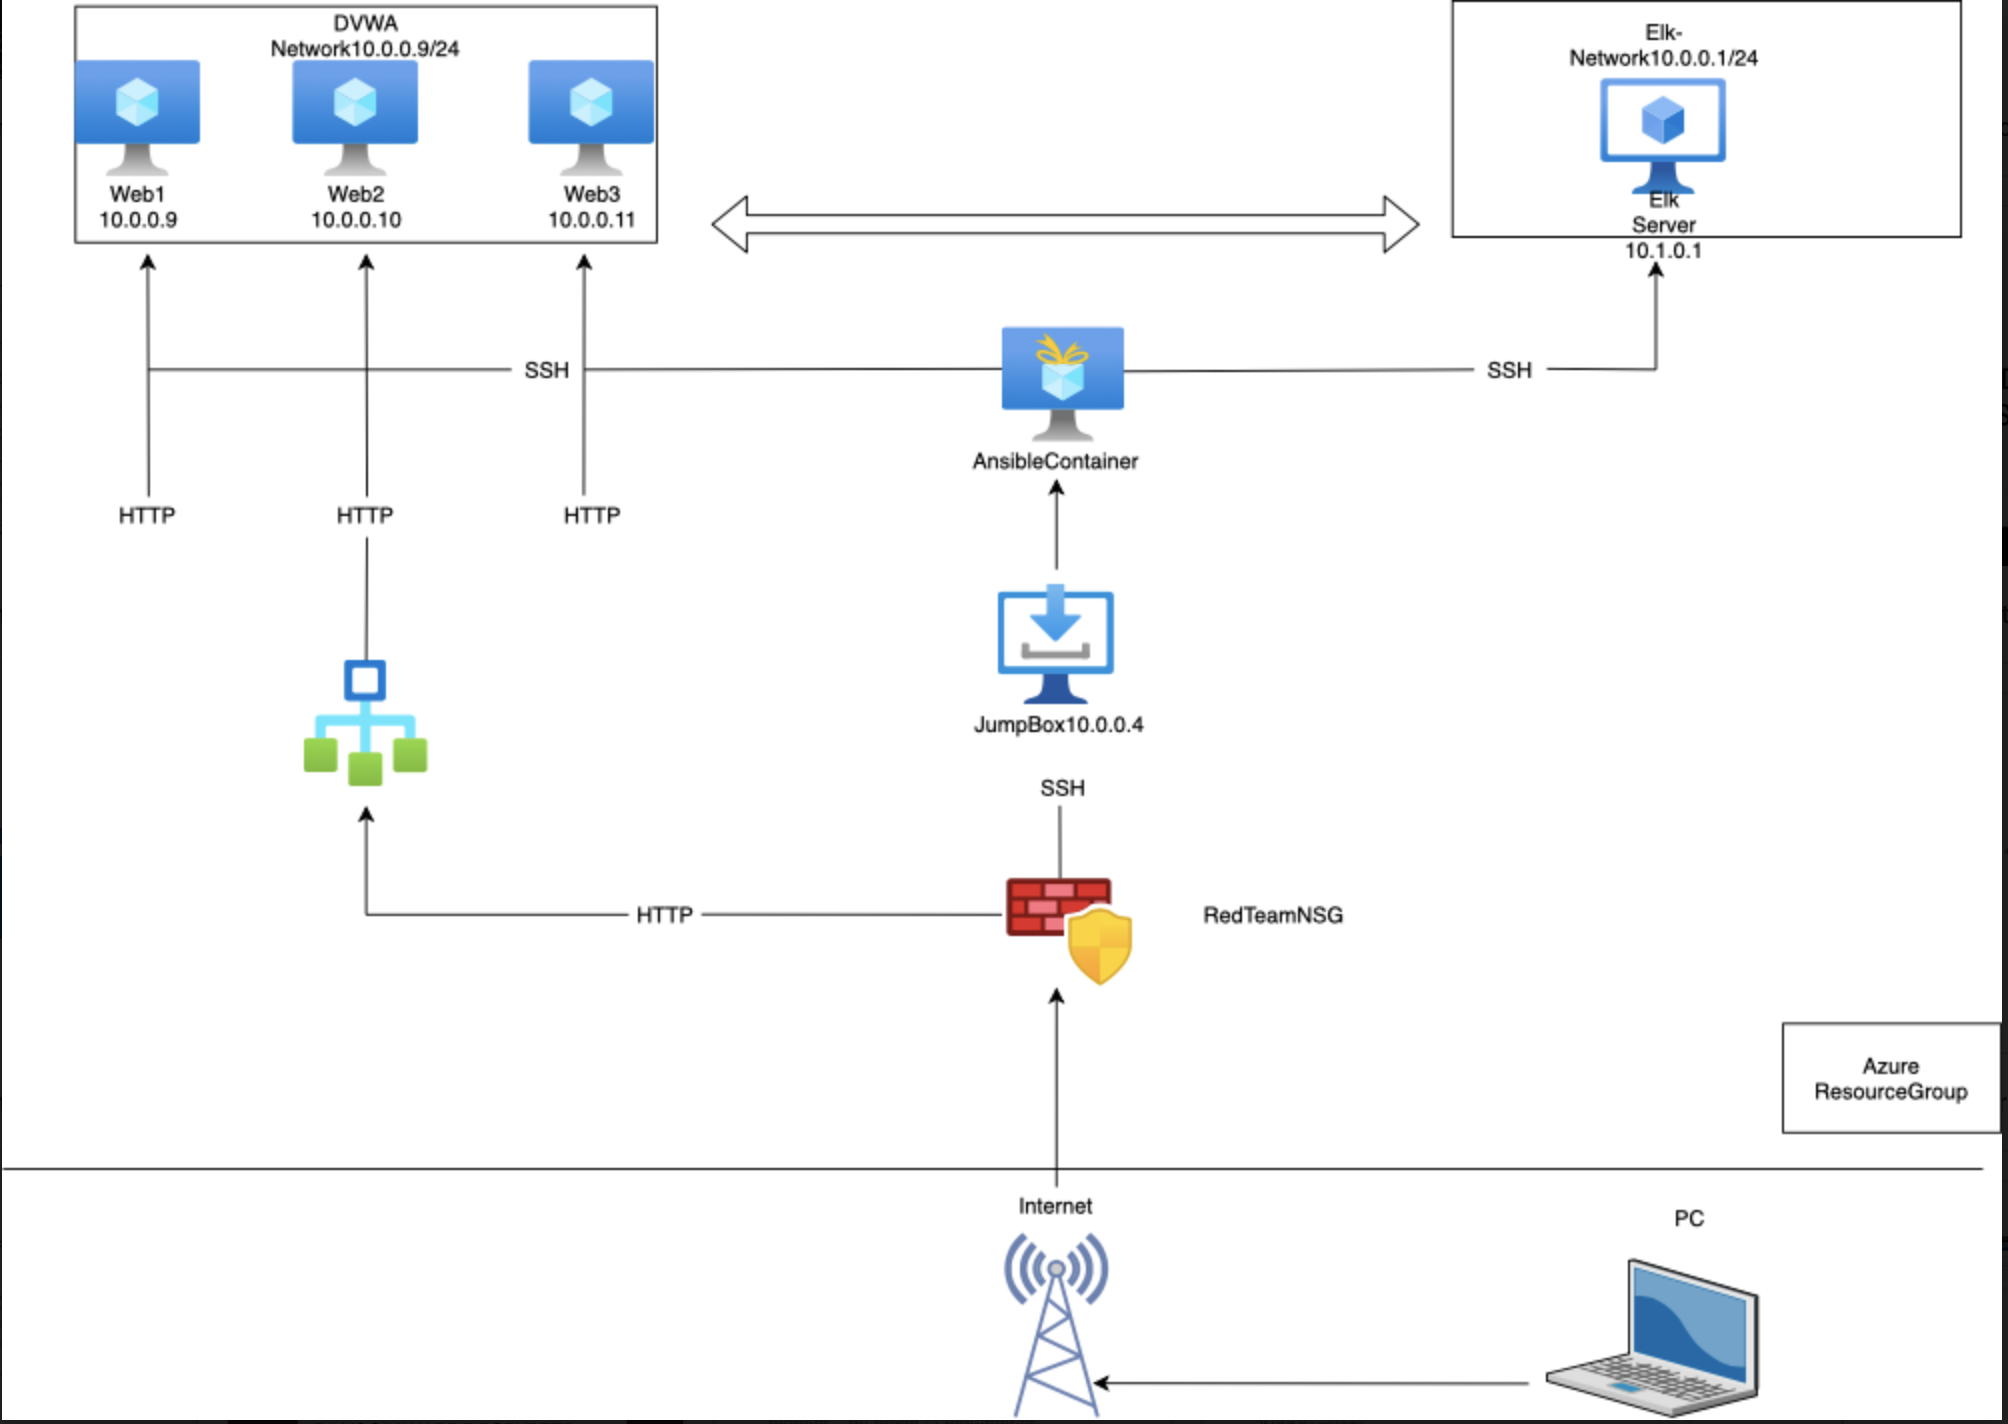 DVWA
Network10.0.0.9/24
Elk-
Network10.0.0.1/24
Web1
10.0.0.9
Web2
10.0.0.10
Web3
10.0.0.11
Elk
Server
10.1.0.1
SSH
SSH
AnsibleContainer
HTTP
HTTP
HTTP
JumpBox10.0.0.4
SSH
HTTP
RedTeamNSG
Azure
ResourceGroup
Internet
PC